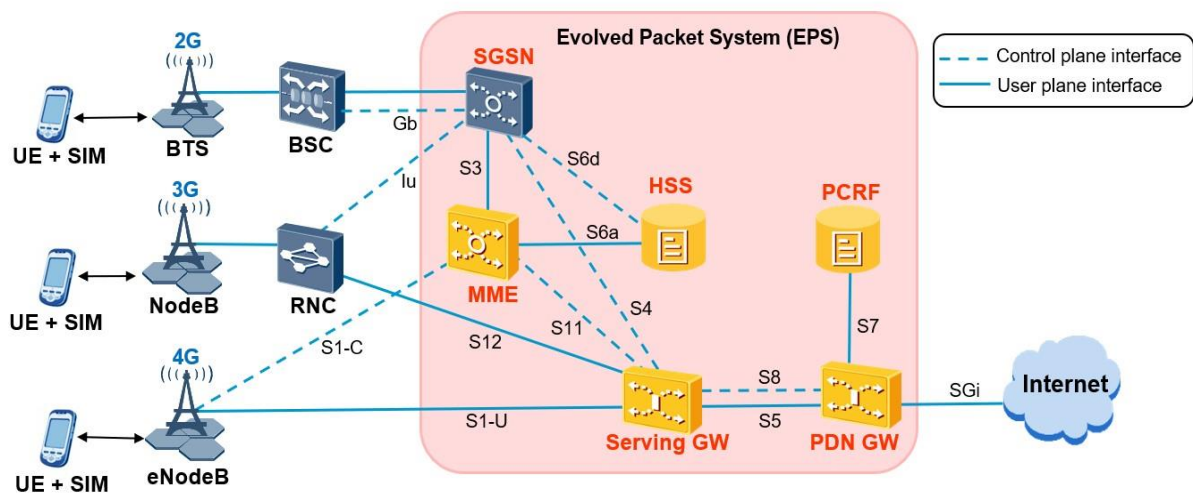 Evolved Packet System (EPS)
Control plane interface
User plane interface
2G
SGSN
UE + SIM
BTS
BSC
Gb
Iu
S3
S6d
HSS
PCRF
3G
S6a
UE + SIM
NodeB
RNC
MME
S1-C
S12
S11
S4
S7
4G
S8
SGi
Internet
UE + SIM
eNodeB
S1-U
Serving GW
S5
PDN GW